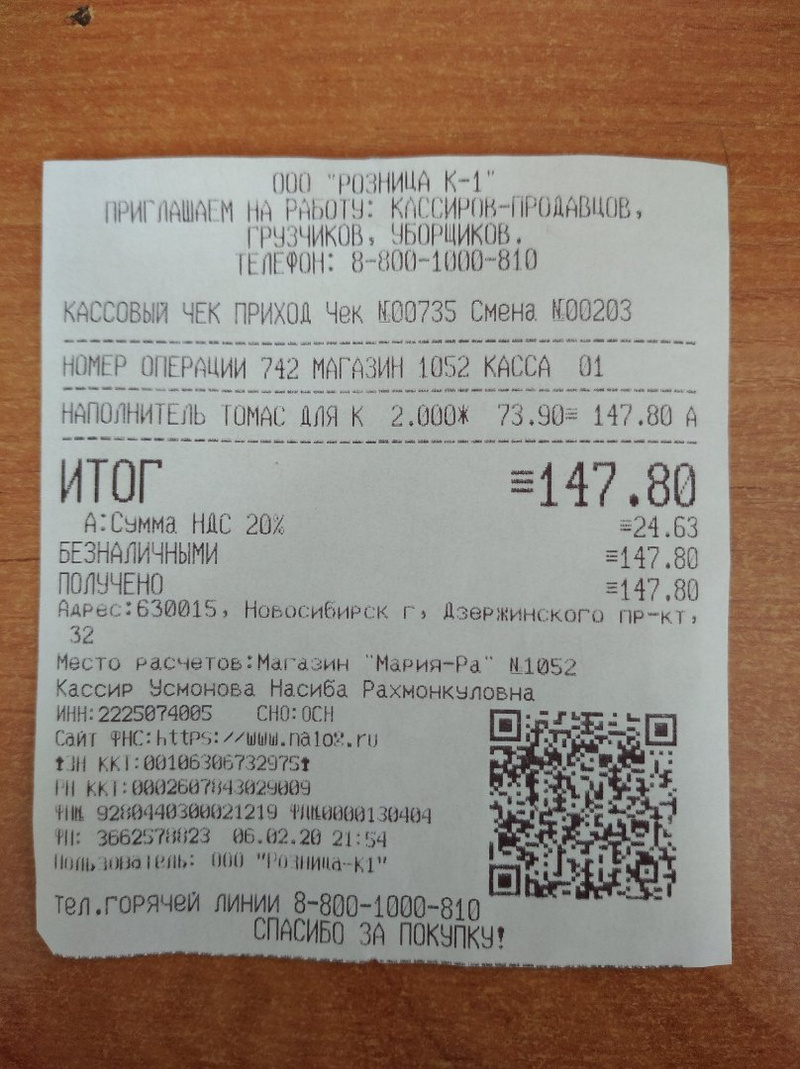 ООО "РОЗНИЦА К-1"
ПРИГЛАШАЕМ НА РАБОТУ: КАССИРОВ-ПРОДАВЦОВ,
ГРУЗЧИКОВ, УБОРЩИКОВ.
ТЕЛЕФОН: 8-800-1000-810
КАССОВЫЙ ЧЕК ПРИХОД Чек №00735 Смена №00203
НОМЕР ОПЕРАЦИИ 742 МАГАЗИН 1052 КАССА 01
НАПОЛНИТЕЛЬ ТОМАС ДЛЯ К 2.000* 73.90≡ 147.80 А
ИТОГ ≡147.80
А:Сумма НДС 20% ≡24.63
БЕЗНАЛИЧНЫМИ ≡147.80
ПОЛУЧЕНО ≡147.80
Адрес:630015, Новосибирск г, Дзержинского пр-кт,
32
Место расчетов:Магазин "Мария-Ра" №1052
Кассир Усмонова Насиба Рахмонкуловна
ИНН:2225074005 СНО:ОСН
Сайт ФНС:https://www.nalog.ru
ЗН ККТ:00106306732975
РН ККТ:0002607843029009
ФН№ 9280440300021219 ФД№0000130404
ФП: 3662578823 06.02.20 21:54
Пользователь: ООО "Розница-К1"
тел.ГОРЯЧЕЙ ЛИНИИ 8-800-1000-810
СПАСИБО ЗА ПОКУПКУ!